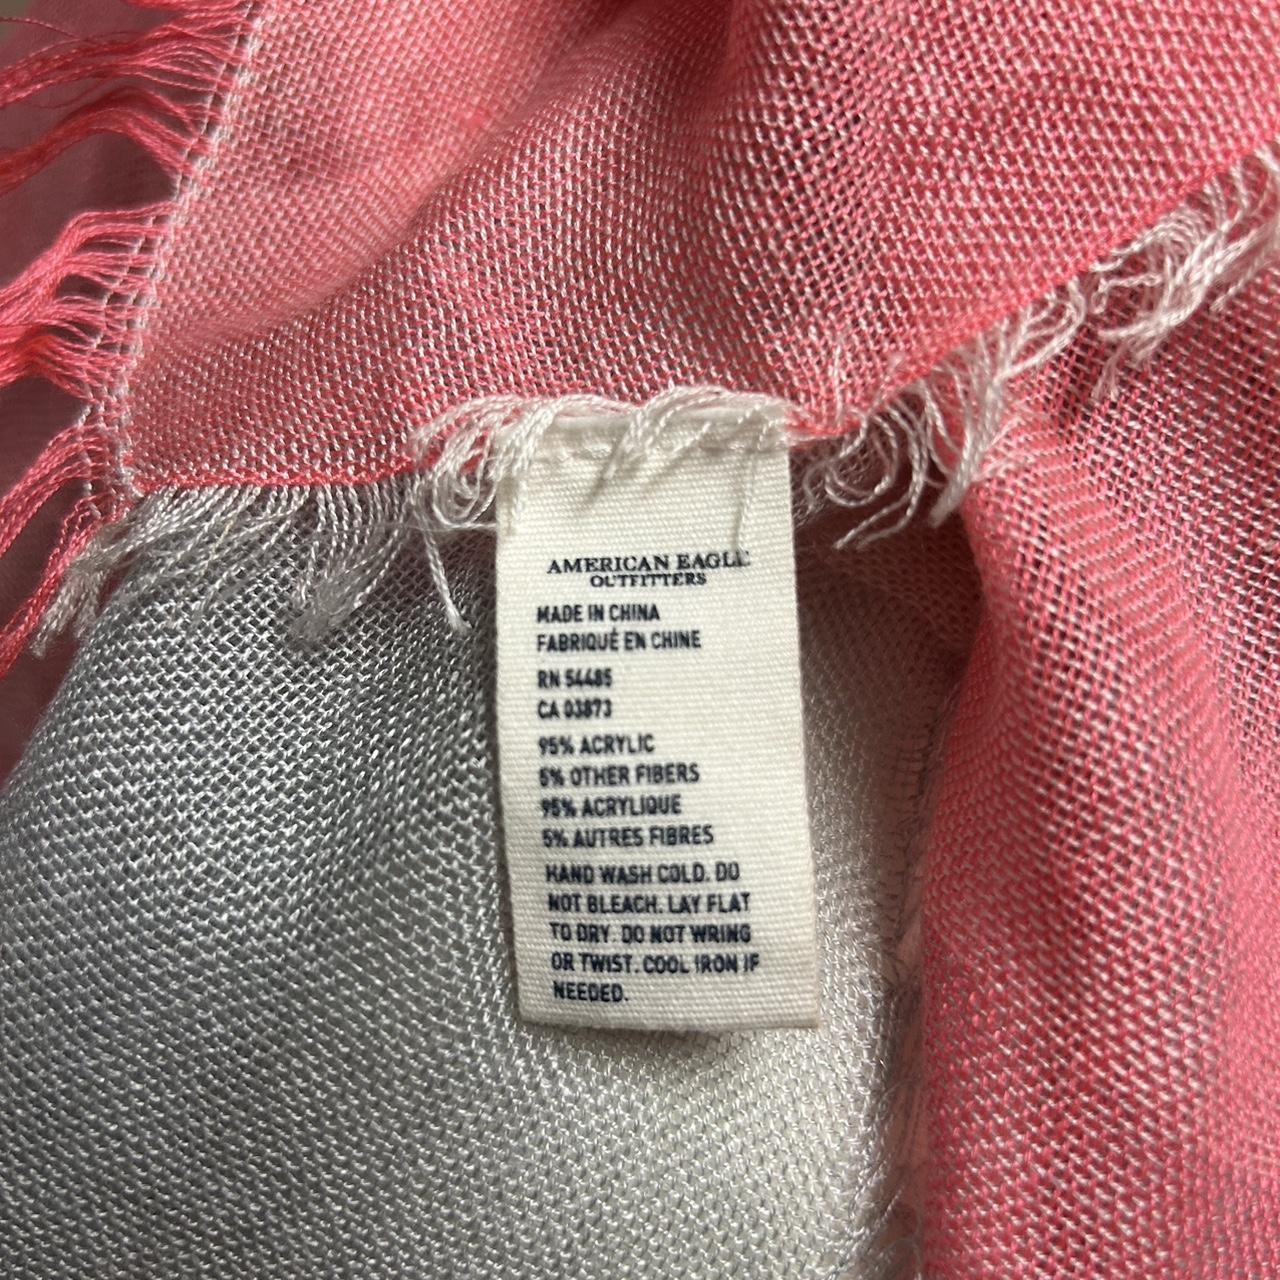 AMERICAN EAGLE
OUTFITTERS
MADE IN CHINA
FABRIQUÉ EN CHINE
RN 54485
CA 03873
95% ACRYLIC
5% OTHER FIBERS
95% ACRYLIQUE
5% AUTRES FIBRES
HAND WASH COLD. DO
NOT BLEACH. LAY FLAT
TO DRY. DO NOT WRING
OR TWIST. COOL IRON IF
NEEDED.